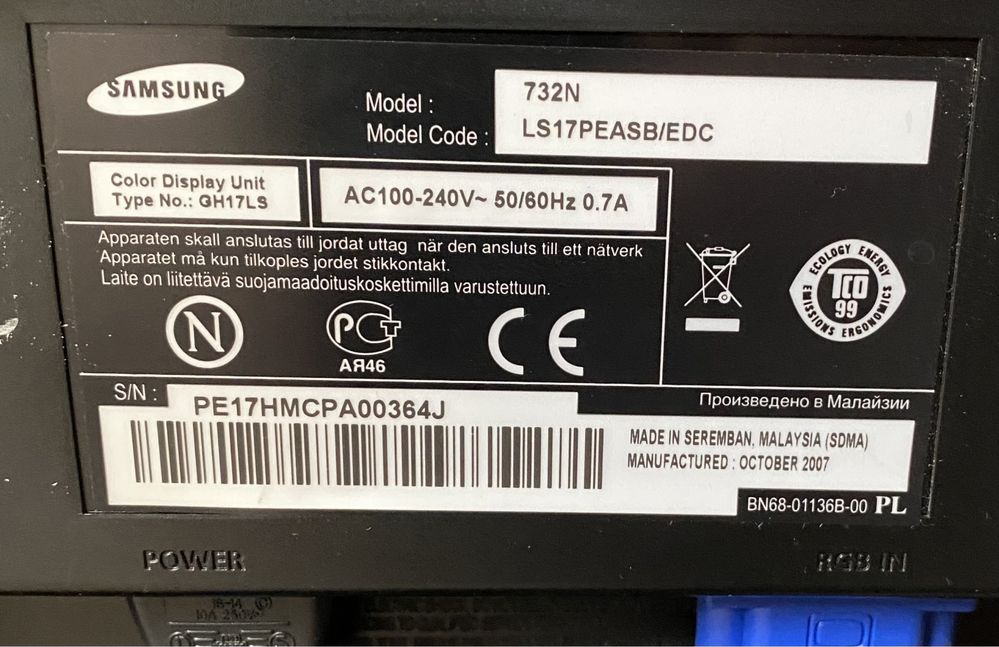 SAMSUNG
Model : 732N
Model Code : LS17PEASB/EDC
Color Display Unit
Type No.: GH17LS
AC100-240V~ 50/60Hz 0.7A
Apparaten skall anslutas till jordat uttag när den ansluts till ett nätverk
Apparatet må kun tilkoples jordet stikkontakt.
Laite on liitettävä suojamaadoituskoskettimilla varustettuun.
N
РСТ
АЯ46
CE
ECOLOGY ENERGY
TCO
99
EMISSIONS ERGONOMICS
S/N : PE17HMCPA00364J
Произведено в Малайзии
MADE IN SEREMBAN, MALAYSIA (SDMA)
MANUFACTURED : OCTOBER 2007
BN68-01136B-00 PL
POWER
RGB IN
10A 250V~